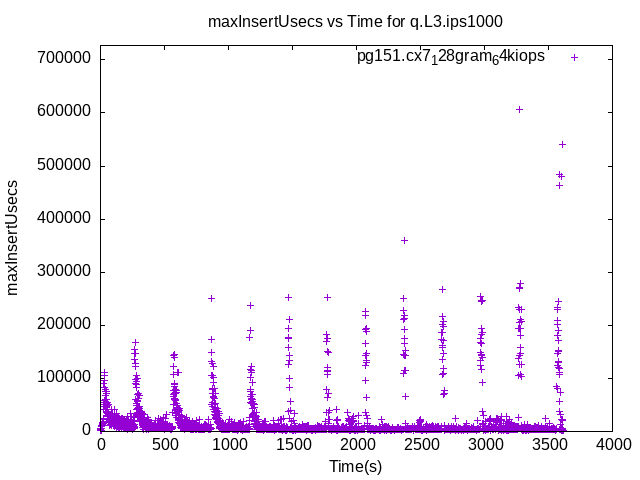 maxInsertUsecs vs Time for q.L3.ips1000
pg151.cx7₁28gram₆4kiops
maxInsertUsecs
700000
600000
500000
400000
300000
200000
100000
0
0 500 1000 1500 2000 2500 3000 3500 4000
Time(s)